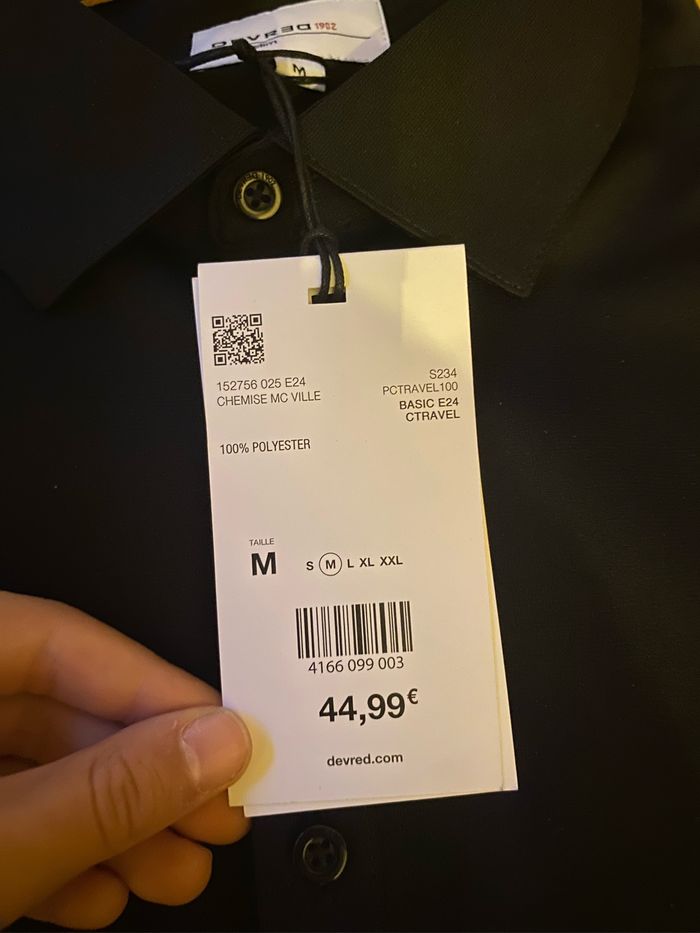 DEVRED 1902
M
152756 025 E24
CHEMISE MC VILLE
S234
PCTRAVEL100
BASIC E24
CTRAVEL
100% POLYESTER
TAILLE
M
S M L XL XXL
4166 099 003
44,99€
devred.com